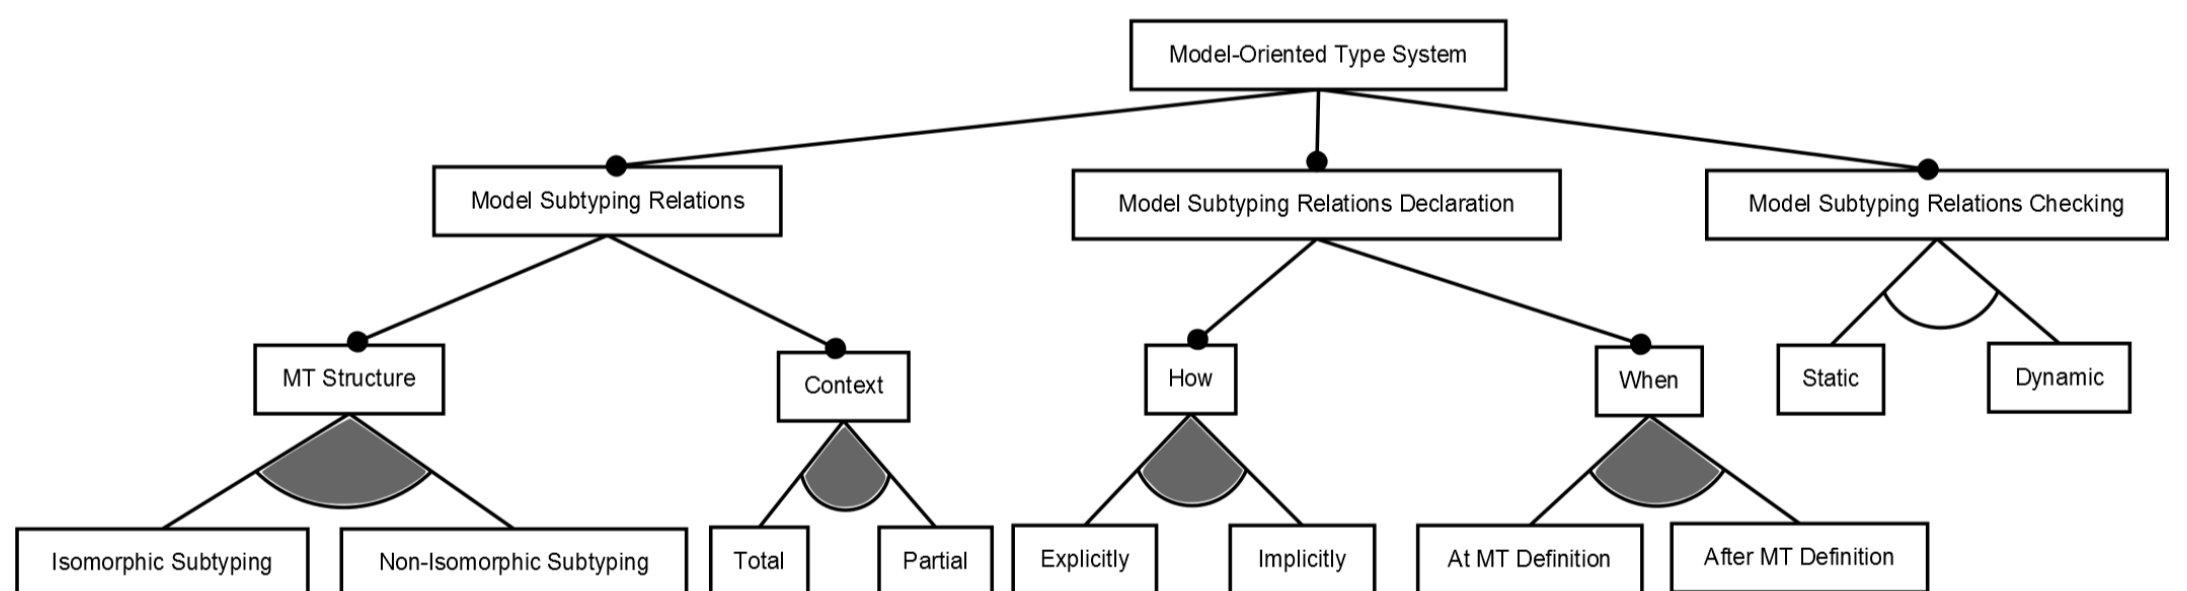 Model-Oriented Type System
Model Subtyping Relations
Model Subtyping Relations Declaration
Model Subtyping Relations Checking
MT Structure
Context
How
When
Static
Dynamic
Isomorphic Subtyping
Non-Isomorphic Subtyping
Total
Partial
Explicitly
Implicitly
At MT Definition
After MT Definition